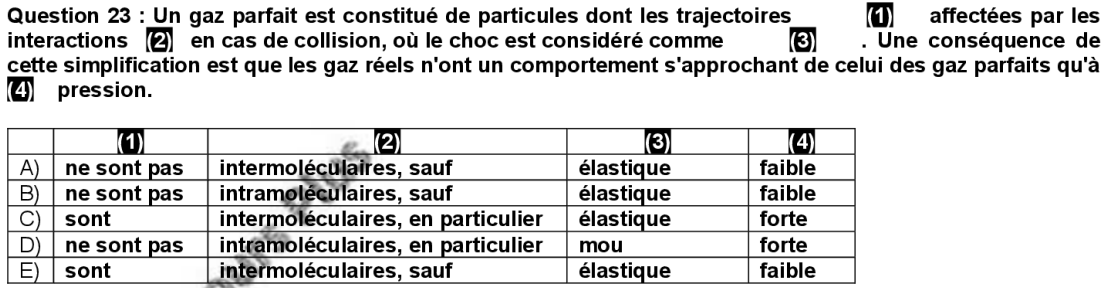 Question 23 : Un gaz parfait est constitué de particules dont les trajectoires (1) affectées par les
interactions (2) en cas de collision, où le choc est considéré comme (3) . Une conséquence de
cette simplification est que les gaz réels n'ont un comportement s'approchant de celui des gaz parfaits qu'à
(4) pression.
(1) (2) (3) (4)
A) ne sont pas intermoléculaires, sauf élastique faible
B) ne sont pas intramoléculaires, sauf élastique faible
C) sont intermoléculaires, en particulier élastique forte
D) ne sont pas intramoléculaires, en particulier mou forte
E) sont intermoléculaires, sauf élastique faible